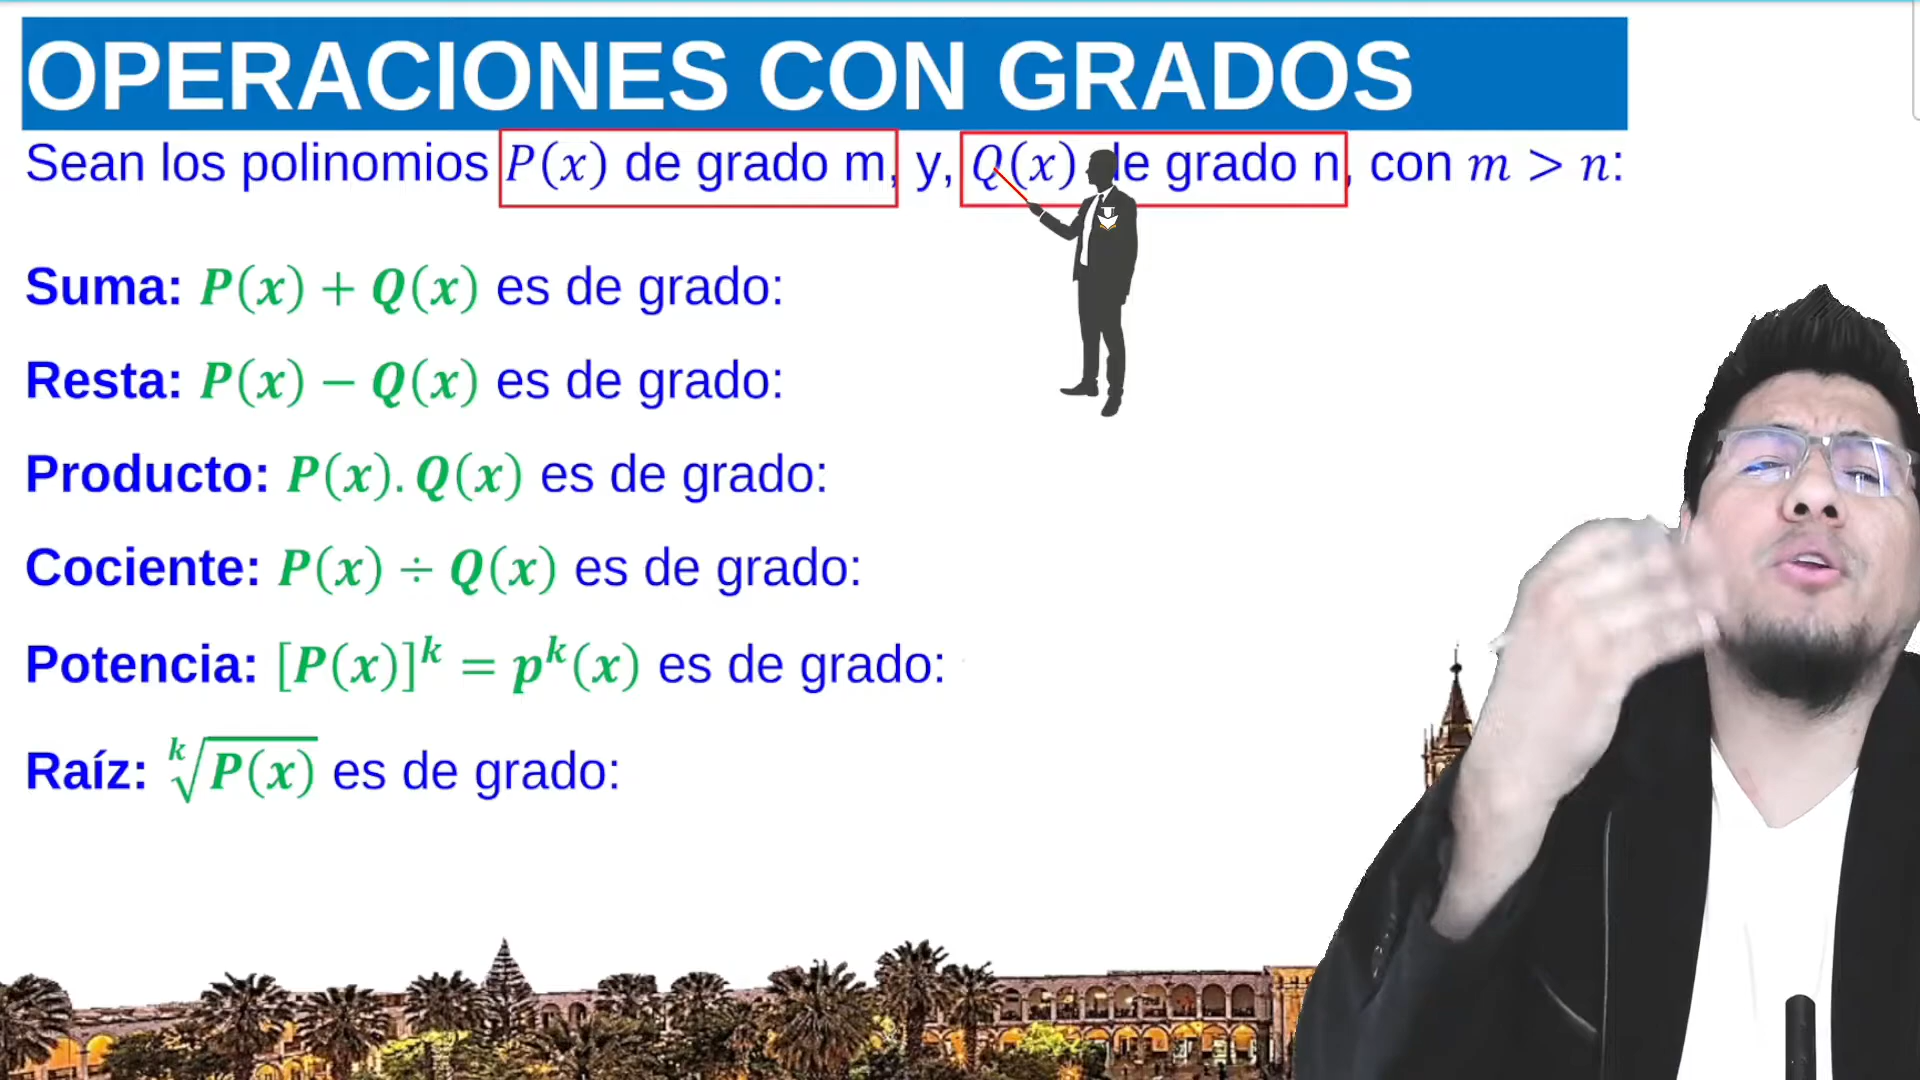 OPERACIONES CON GRADOS
Sean los polinomios P(x) de grado m, y, Q(x) de grado n, con m > n:
Suma: P(x) + Q(x) es de grado:
Resta: P(x) − Q(x) es de grado:
Producto: P(x). Q(x) es de grado:
Cociente: P(x) ÷ Q(x) es de grado:
Potencia: [P(x)]^k = p^k(x) es de grado:
Raíz: ᵏ√P(x) es de grado: